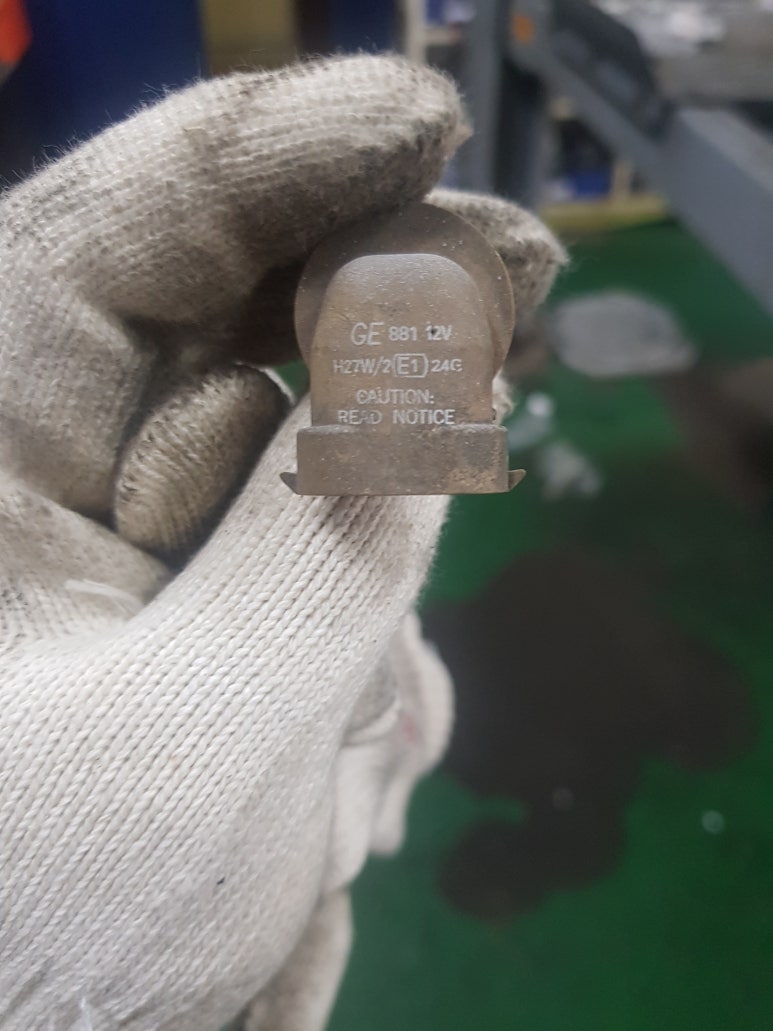 GE 881 12V
H27W/2 E1 24G
CAUTION:
READ NOTICE